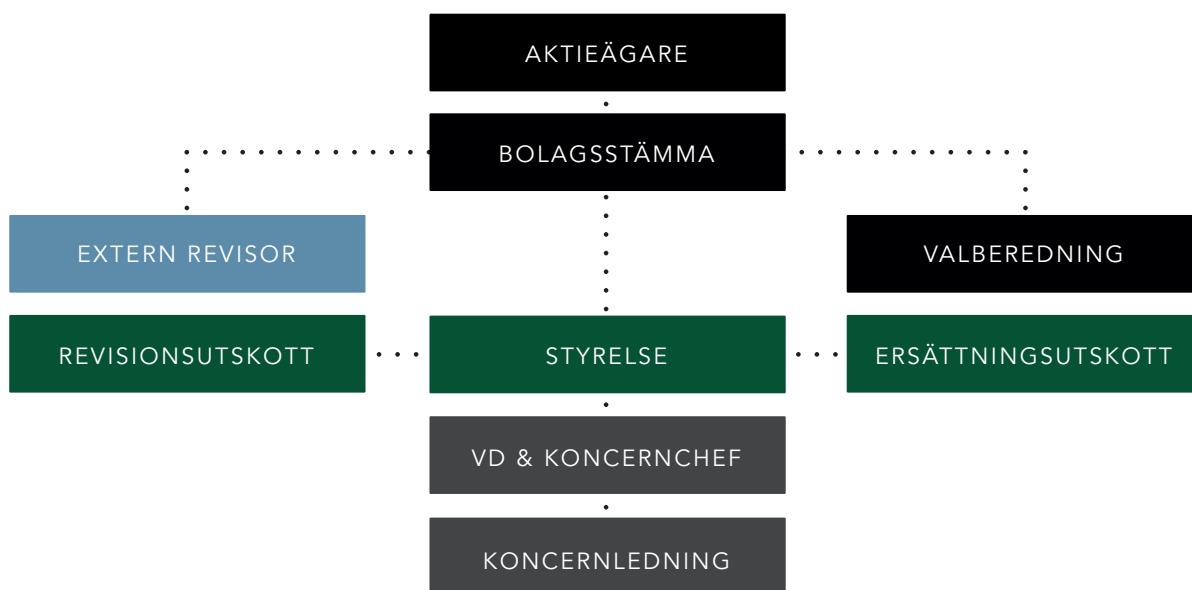 AKTIEÄGARE
BOLAGSSTÄMMA
EXTERN REVISOR
VALBEREDNING
REVISIONSUTSKOTT
STYRELSE
ERSÄTTNINGSUTSKOTT
VD & KONCERNCHEF
KONCERNLEDNING